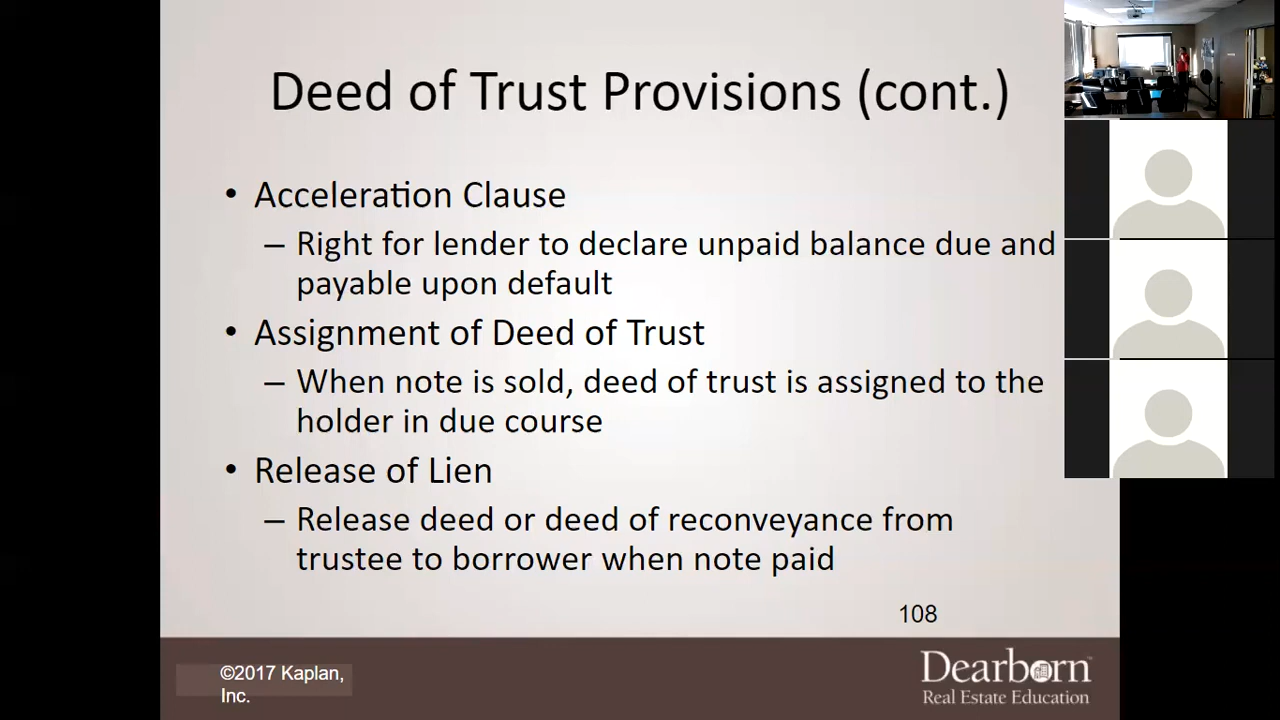 Deed of Trust Provisions (cont.)
• Acceleration Clause
– Right for lender to declare unpaid balance due and
payable upon default
• Assignment of Deed of Trust
– When note is sold, deed of trust is assigned to the
holder in due course
• Release of Lien
– Release deed or deed of reconveyance from
trustee to borrower when note paid
108
©2017 Kaplan,
Inc.
Dearborn™
Real Estate Education